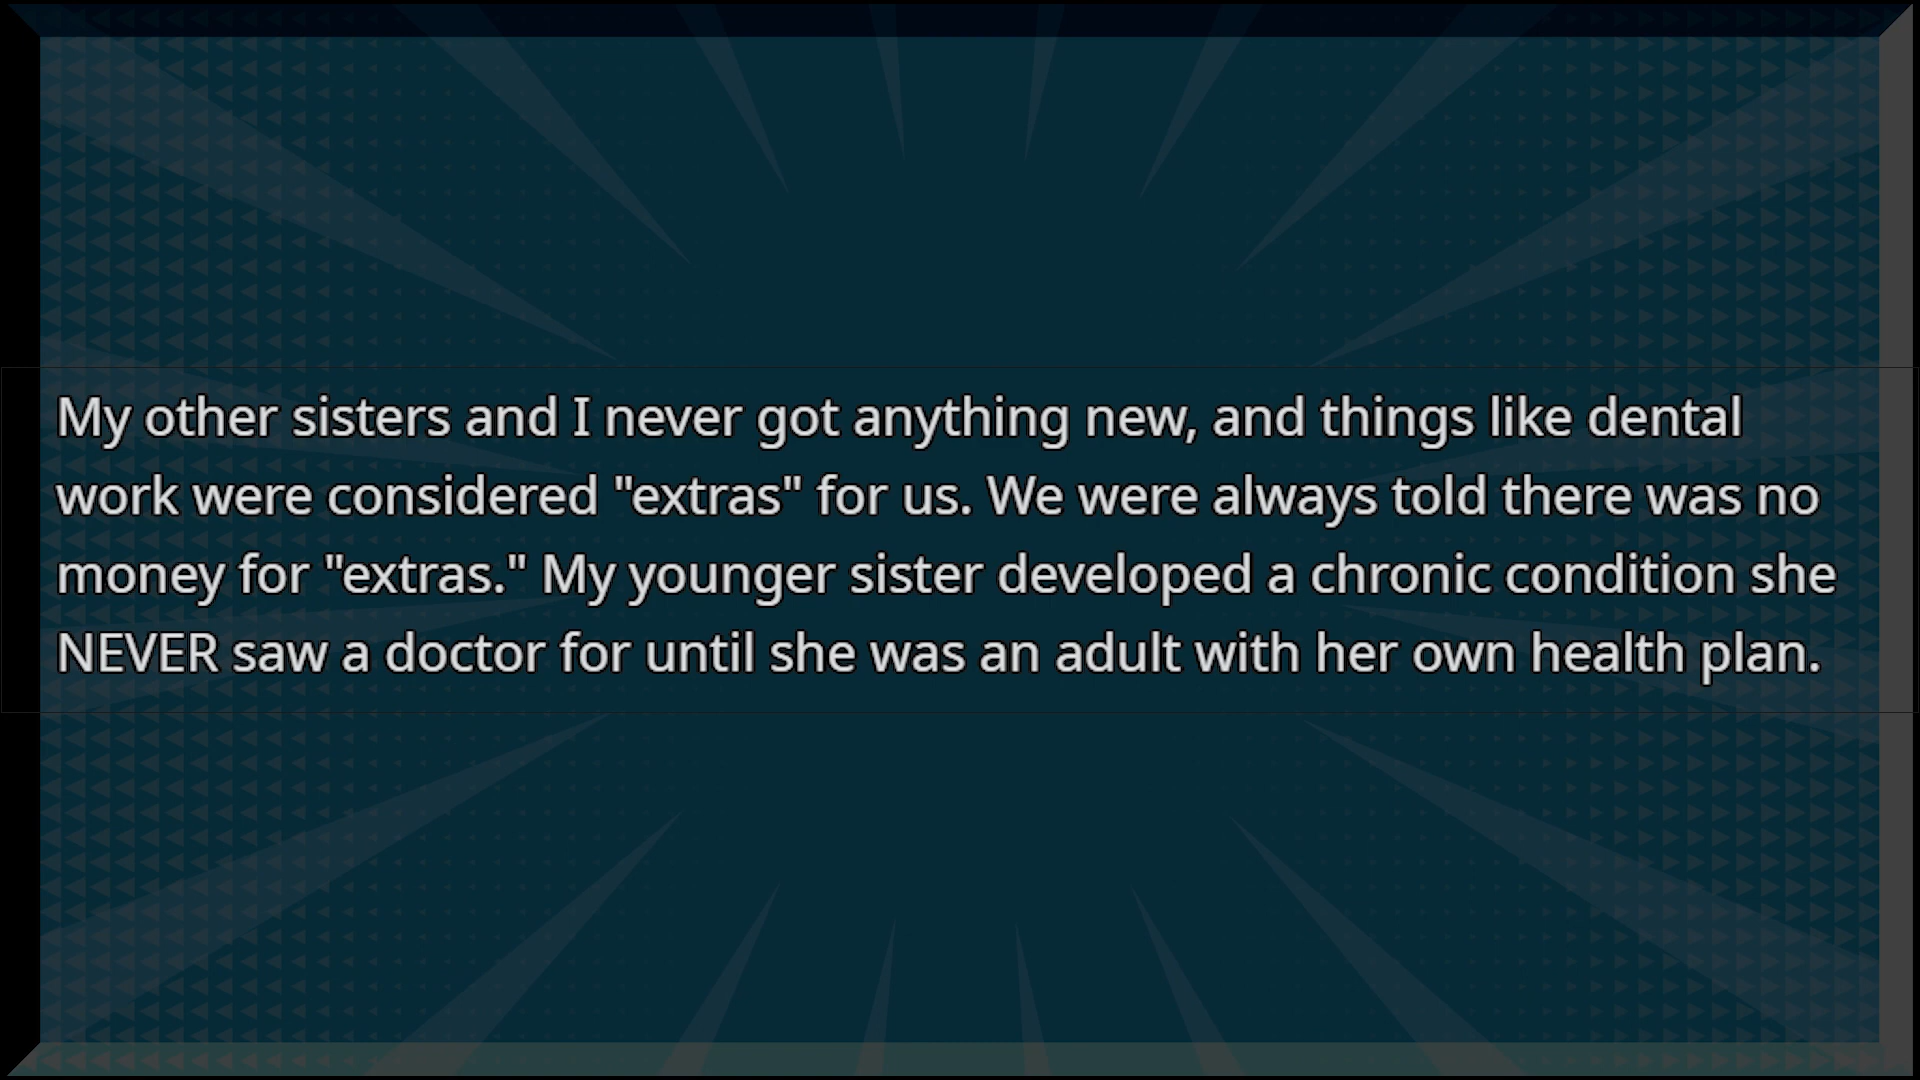 My other sisters and I never got anything new, and things like dental
work were considered "extras" for us. We were always told there was no
money for "extras." My younger sister developed a chronic condition she
NEVER saw a doctor for until she was an adult with her own health plan.